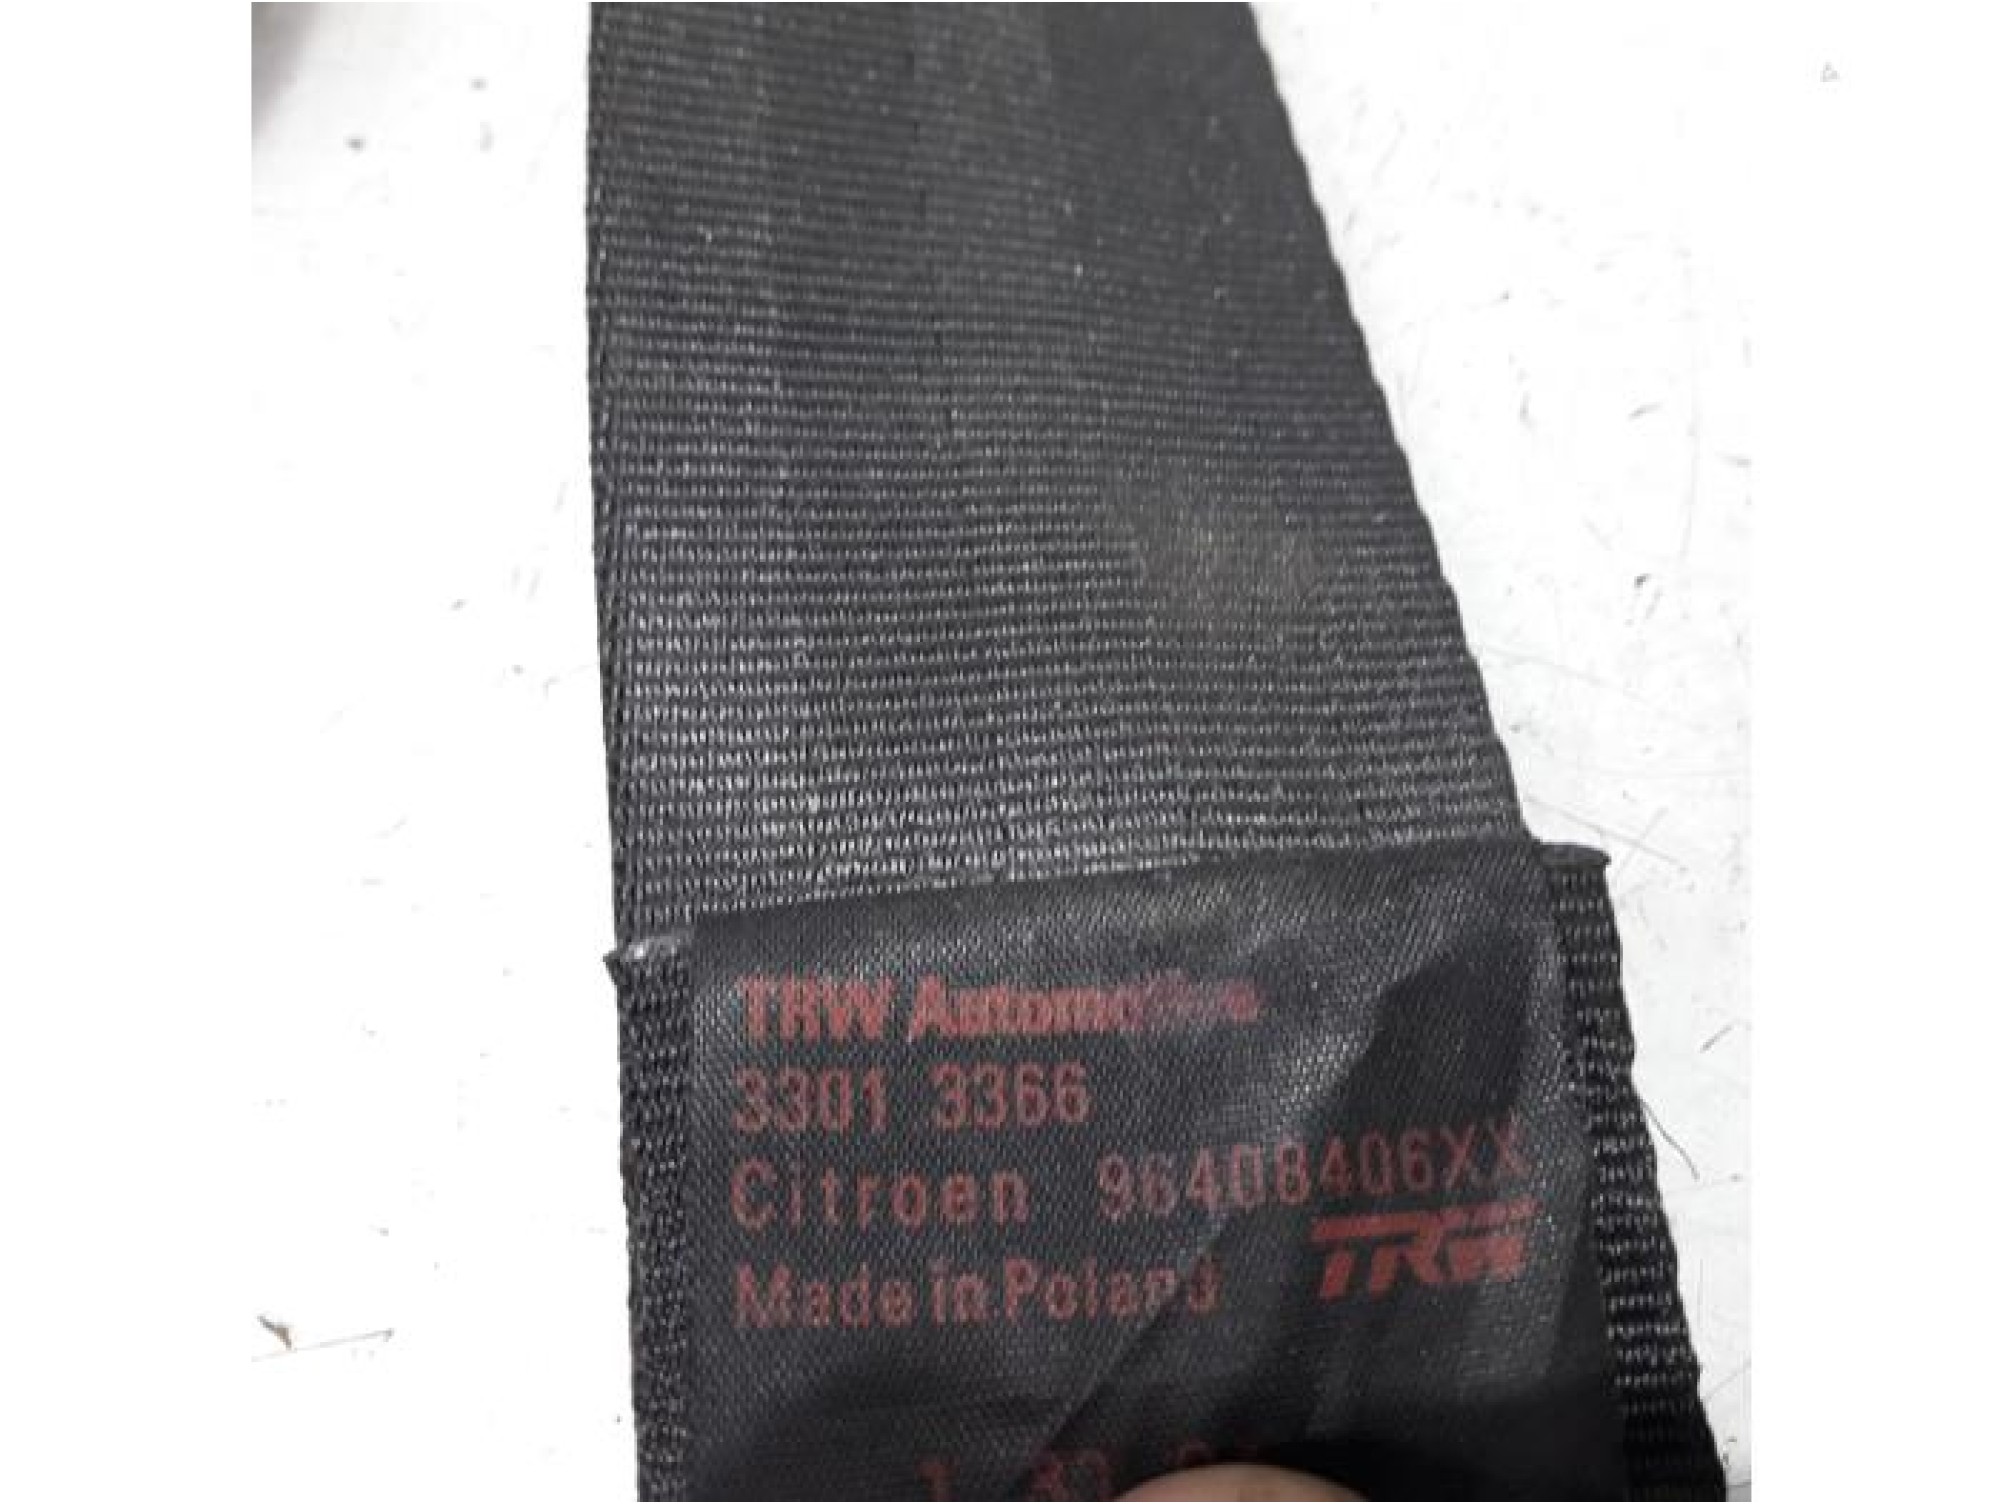 TRW Automotive
3301 3366
Citroen 96408406XX
TRW
Made in Poland